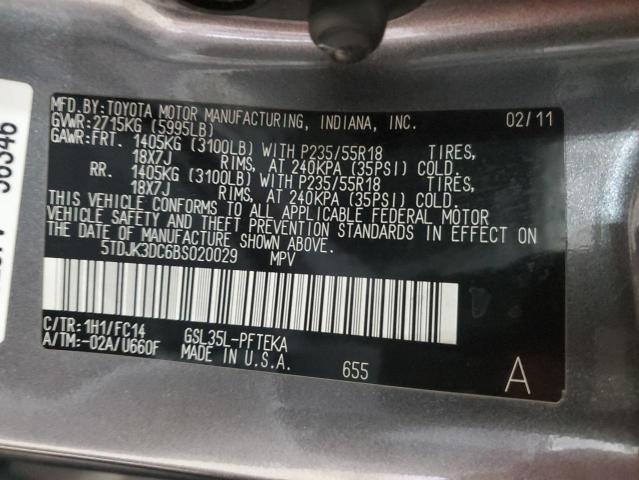 MFD.BY:TOYOTA MOTOR MANUFACTURING, INDIANA, INC. 02/11
GVWR:2715KG (5995LB)
GAWR:FRT. 1405KG (3100LB) WITH P235/55R18 TIRES,
18X7J RIMS, AT 240KPA (35PSI) COLD.
RR. 1405KG (3100LB) WITH P235/55R18 TIRES,
18X7J RIMS, AT 240KPA (35PSI) COLD.
THIS VEHICLE CONFORMS TO ALL APPLICABLE FEDERAL MOTOR
VEHICLE SAFETY AND THEFT PREVENTION STANDARDS IN EFFECT ON
THE DATE OF MANUFACTURE SHOWN ABOVE.
5TDJK3DC6BS020029 MPV
C/TR:1H1/FC14 GSL35L-PFTEKA
A/TM:-02A/U660F MADE IN U.S.A. 655 A